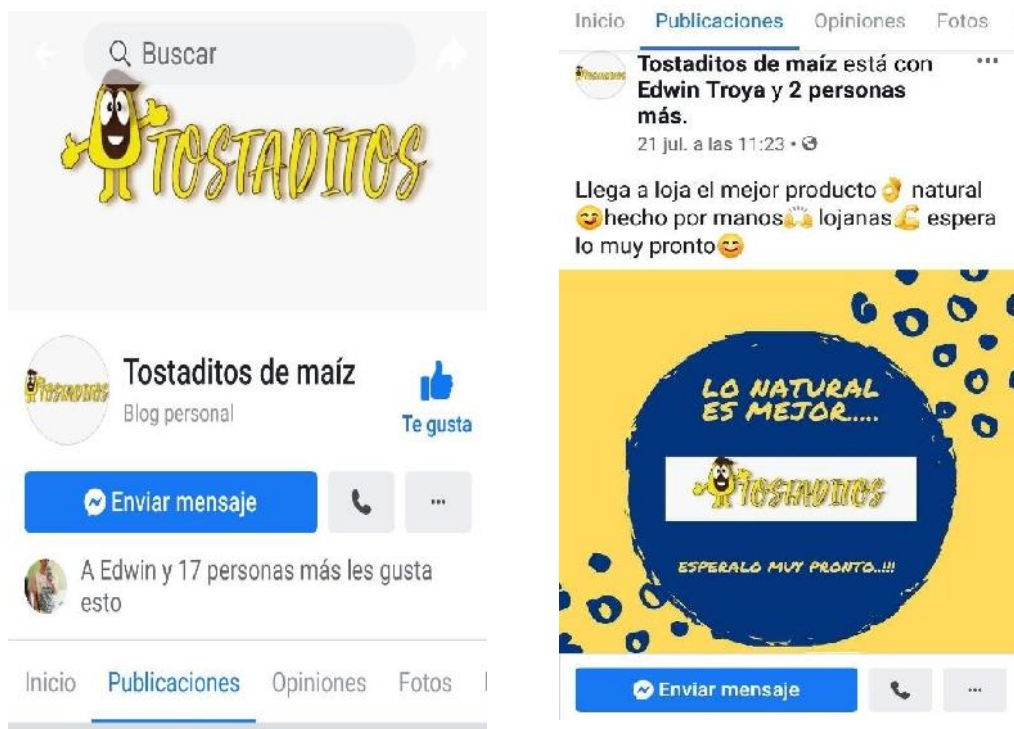 Buscar
TOSTADITOS
TOSTADITOS
Tostaditos de maíz
Blog personal
Te gusta
Enviar mensaje
A Edwin y 17 personas más les gusta
esto
Inicio Publicaciones Opiniones Fotos
Inicio Publicaciones Opiniones Fotos
TOSTADITOS
Tostaditos de maíz está con
Edwin Troya y 2 personas
más.
21 jul. a las 11:23 •
Llega a loja el mejor producto👌 natural
😋hecho por manos🙌 lojanas💪 espera
lo muy pronto😋
LO NATURAL
ES MEJOR.....
TOSTADITOS
ESPERALO MUY PRONTO..!!!
Enviar mensaje